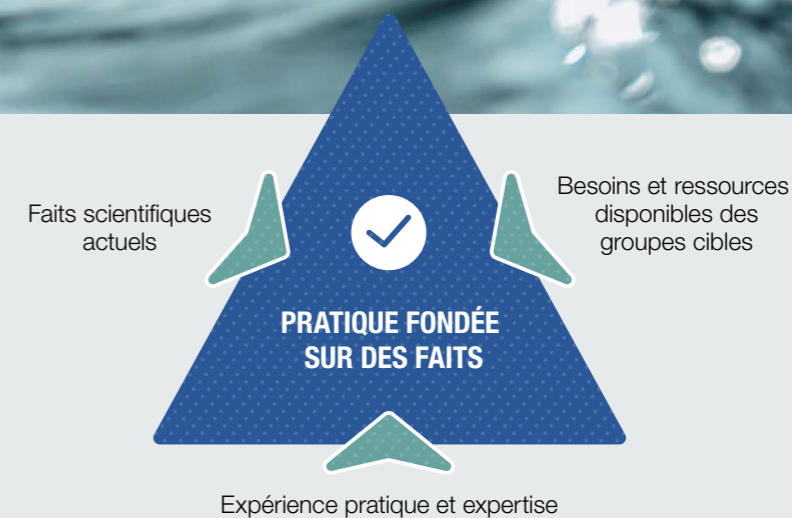 Faits scientifiques
actuels
Besoins et ressources
disponibles des
groupes cibles
PRATIQUE FONDÉE
SUR DES FAITS
Expérience pratique et expertise